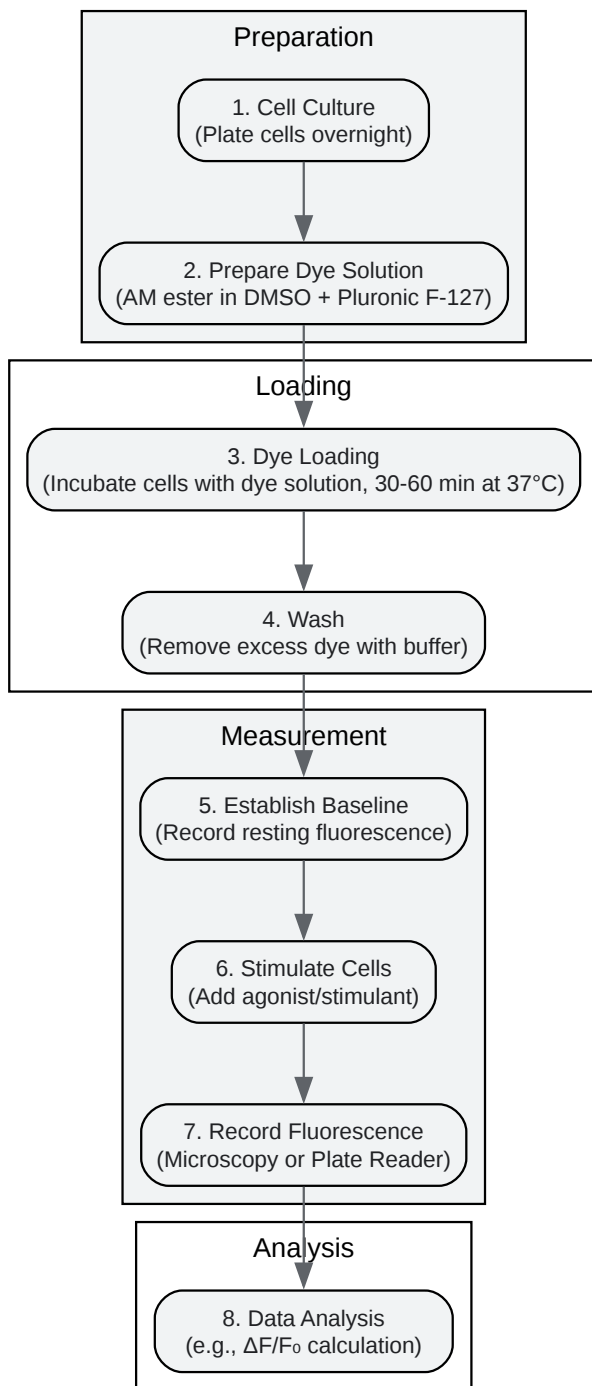 Preparation
1. Cell Culture
(Plate cells overnight)
2. Prepare Dye Solution
(AM ester in DMSO + Pluronic F-127)
Loading
3. Dye Loading
(Incubate cells with dye solution, 30-60 min at 37°C)
4. Wash
(Remove excess dye with buffer)
Measurement
5. Establish Baseline
(Record resting fluorescence)
6. Stimulate Cells
(Add agonist/stimulant)
7. Record Fluorescence
(Microscopy or Plate Reader)
Analysis
8. Data Analysis
(e.g., ΔF/F₀ calculation)